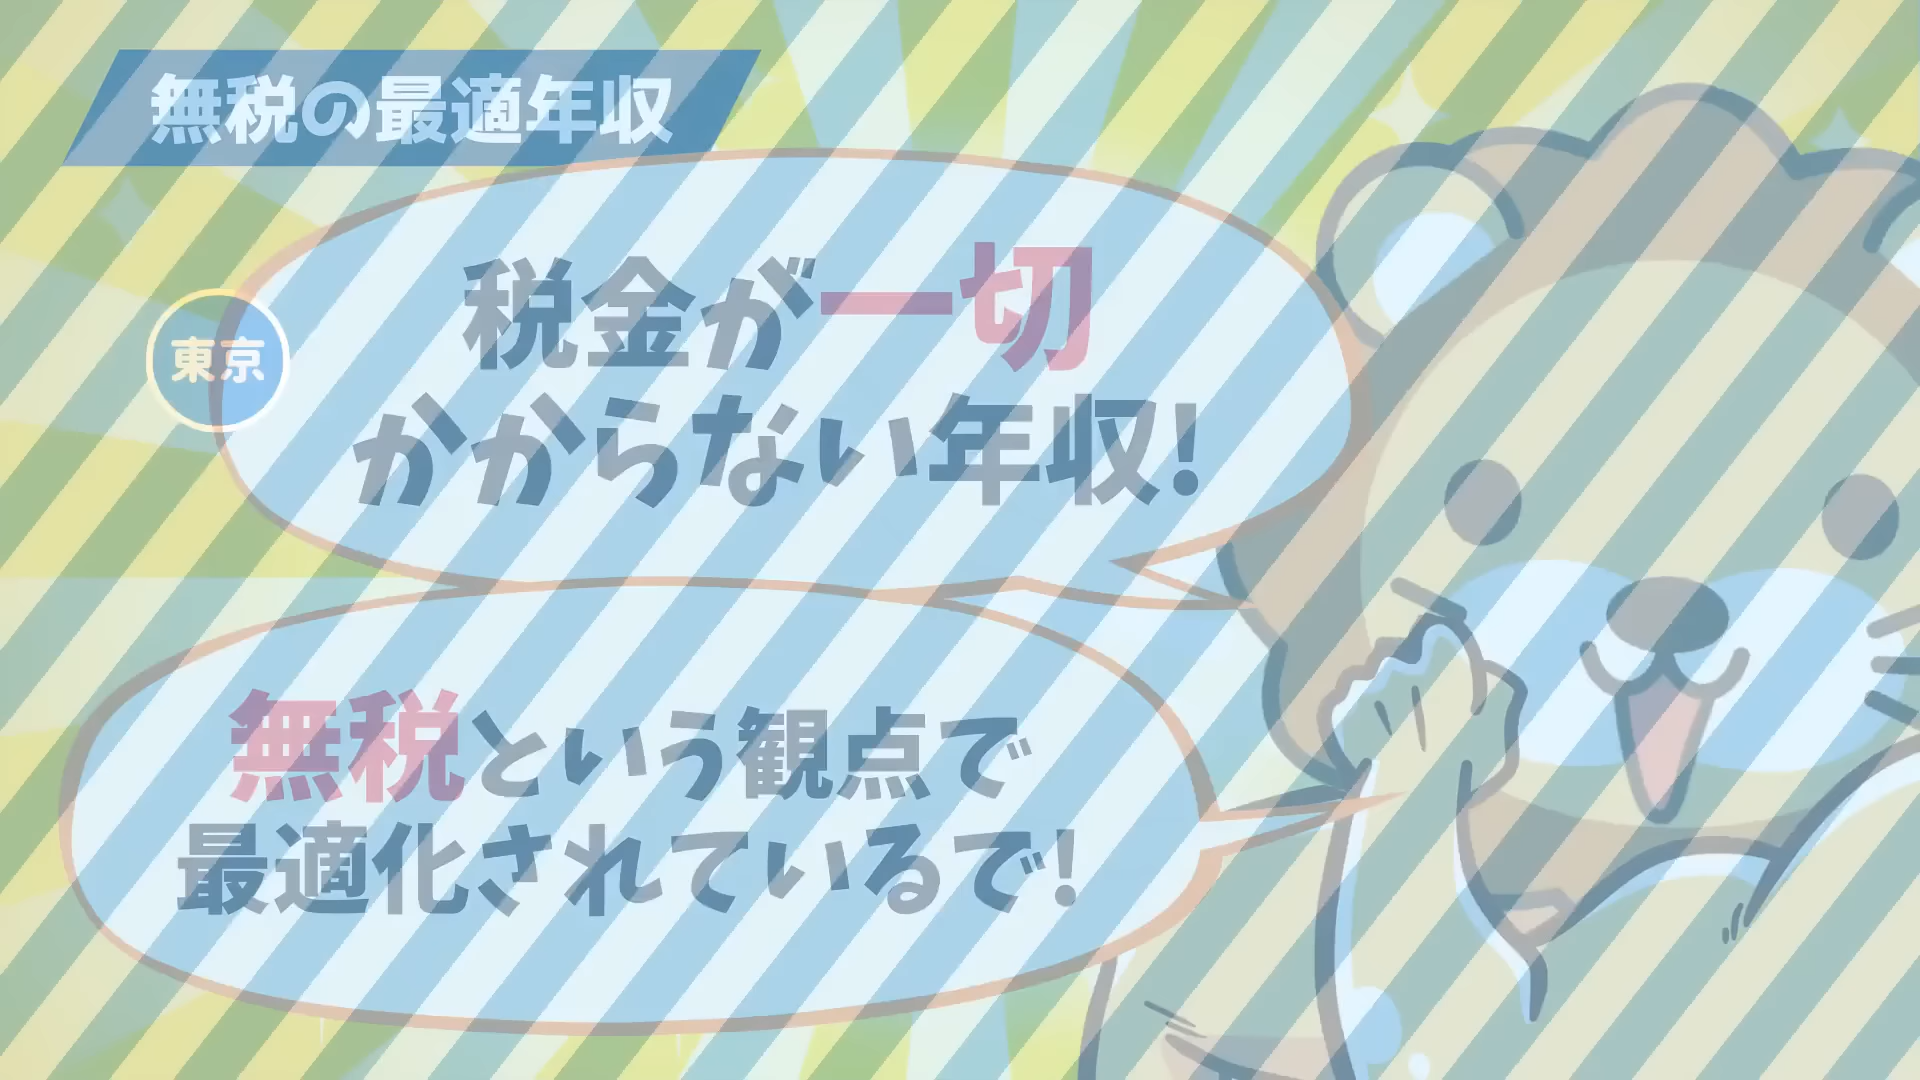 無税の最適年収
税金が一切
東京
かからない年収!
無税という観点で
最適化されているで!